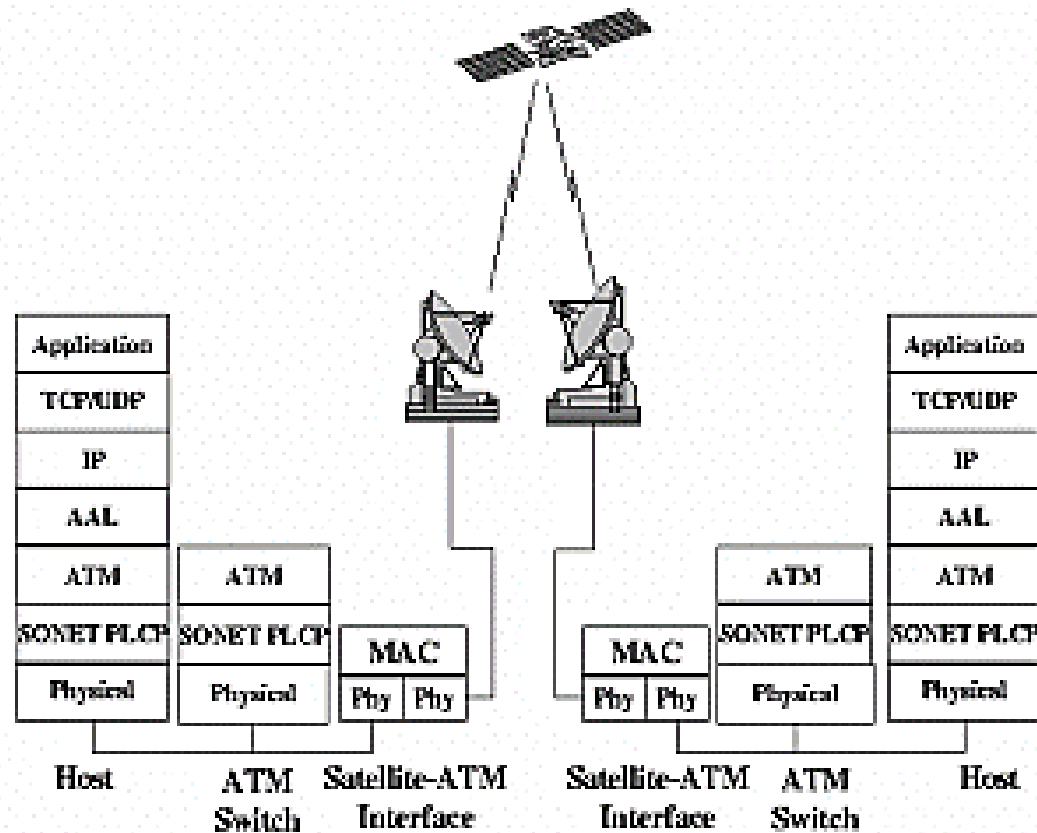 Application
TCP/UDP
IP
AAL
ATM
SONET PLCP
Physical
Host
ATM
SONET PLCP
Physical
ATM
Switch
MAC
Phy Phy
Satellite-ATM
Interface
MAC
Phy Phy
Satellite-ATM
Interface
ATM
SONET PLCP
Physical
ATM
Switch
Application
TCP/UDP
IP
AAL
ATM
SONET PLCP
Physical
Host